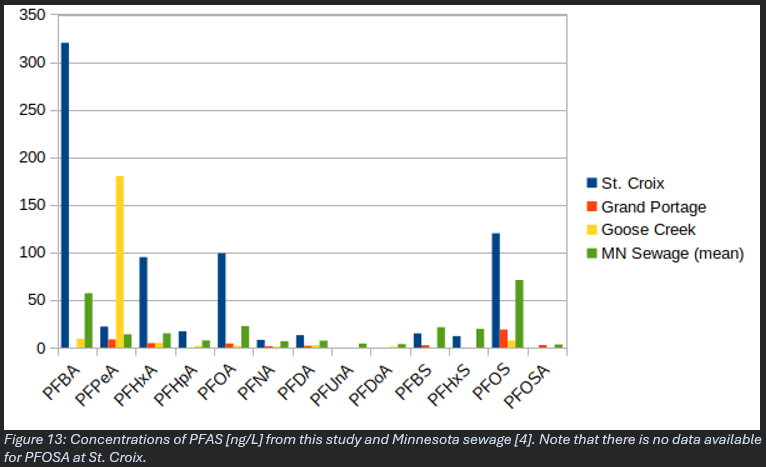 350
300
250
200
150
100
50
0
PFBA
PFPeA
PFHxA
PFHpA
PFOA
PFNA
PFDA
PFUnA
PFDoA
PFBS
PFHxS
PFOS
PFOSA
St. Croix
Grand Portage
Goose Creek
MN Sewage (mean)
Figure 13: Concentrations of PFAS [ng/L] from this study and Minnesota sewage [4]. Note that there is no data available
for PFOSA at St. Croix.